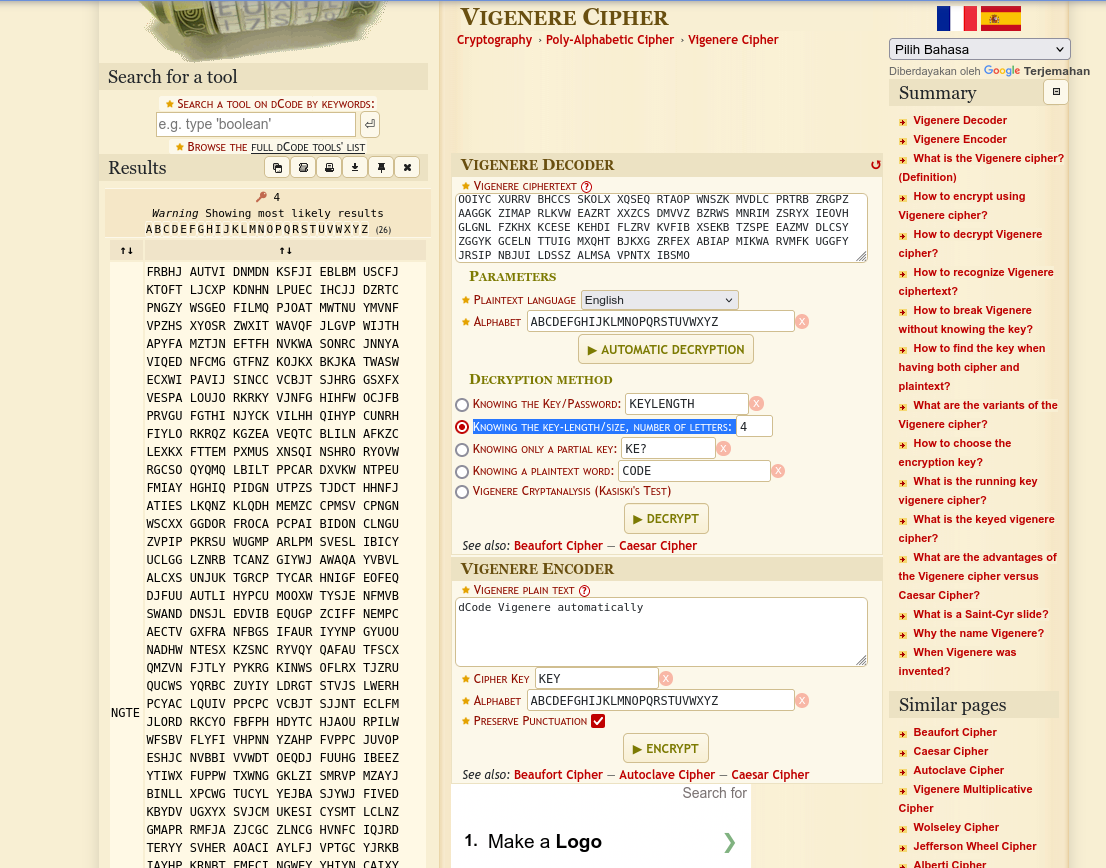 Search for a tool
★ Search a tool on dCode by keywords:
e.g. type 'boolean'
★ Browse the full dCode tools' list
Results
4
Warning Showing most likely results
ABCDEFGHIJKLMNOPQRSTUVWXYZ (26)
↑↓ ↑↓
NGTE
FRBHJ AUTVI DNMDN KSFJI EBLBM USCFJ
KTOFT LJCXP KDNHN LPUEC IHCJJ DZRTC
PNGZY WSGEO FILMQ PJOAT MWTNU YMVNF
VPZHS XYOSR ZWXIT WAVQF JLGVP WIJTH
APYFA MZTJN EFTFH NVKWA SONRC JNNYA
VIQED NFCMG GTFNZ KOJKX BKJKA TWASW
ECXWI PAVIJ SINCC VCBJT SJHRG GSXFX
VESPA LOUJO RKRKY VJNFG HIHFW OCJFB
PRVGU FGTHI NJYCK VILHH QIHYP CUNRH
FIYLO RKRQZ KGZEA VEQTC BLILN AFKZC
LEXKX FTTEM PXMUS XNSQI NSHRO RYOVW
RGCSO QYQMQ LBILT PPCAR DXVKW NTPEU
FMIAY HGHIQ PIDGN UTPZS TJDCT HHNFJ
ATIES LKQNZ KLQDH MEMZC CPMSV CPNGN
WSCXX GGDOR FROCA PCPAI BIDON CLNGU
ZVPIP PKRSU WUGMP ARLPM SVESL IBICY
UCLGG LZNRB TCANZ GIYWJ AWAQA YVBVL
ALCXS UNJUK TGRCP TYCAR HNIGF EOFEQ
DJFUU AUTLI HYPCU MOOXW TYSJE NFMVB
SWAND DNSJL EDVIB EQUGP ZCIFF NEMPC
AECTV GXFRA NFBGS IFAUR IYYNP GYUOU
NADHW NTESX KZSNC RYVQY QAFAU TFSCX
QMZVN FJTLY PYKRG KINWS OFLRX TJZRU
QUCWS YQRBC ZUYIY LDRGT STVJS LWERH
PCYAC LQUIV PPCPC VCBJT SJJNT ECLFM
JLORD RKCYO FBFPH HDYTC HJAOU RPILW
WFSBV FLYFI VHPNN YZAHP FVPPC JUVOP
ESHJC NVBBI VVWDT OEQDJ FUUHG IBEEZ
YTIWX FUPPW TXWNG GKLZI SMRVP MZAYJ
BINLL XPCWG TUCYL YEJBA SJYWJ FIVED
KBYDV UGXYX SVJCM UKESI CYSMT LCLNZ
GMAPR RMFJA ZJCGC ZLNCG HVNFC IQJRD
TERYY SVHER AOACI AYLFJ VPTGC YJRKB
IAYHP KRNBT FMFCI NGWFY YHIYN CAIXY
Vigenere Cipher
Cryptography › Poly-Alphabetic Cipher › Vigenere Cipher
Vigenere Decoder
★ Vigenere ciphertext ?
OOIYC XURRV BHCCS SKOLX XQSEQ RTAOP WNSZK MVDLC PRTRB ZRGPZ
AAGGK ZIMAP RLKVW EAZRT XXZCS DMVVZ BZRWS MNRIM ZSRYX IEOVH
GLGNL FZKHX KCESE KEHDI FLZRV KVFIB XSEKB TZSPE EAZMV DLCSY
ZGGYK GCELN TTUIG MXQHT BJKXG ZRFEX ABIAP MIKWA RVMFK UGGFY
JRSIP NBJUI LDSSZ ALMSA VPNTX IBSMO
Parameters
★ Plaintext language English
★ Alphabet ABCDEFGHIJKLMNOPQRSTUVWXYZ X
▶ AUTOMATIC DECRYPTION
Decryption method
Knowing the Key/Password: KEYLENGTH X
Knowing the key-length/size, number of letters: 4
Knowing only a partial key: KE? X
Knowing a plaintext word: CODE X
Vigenere Cryptanalysis (Kasiski's Test)
▶ DECRYPT
See also: Beaufort Cipher – Caesar Cipher
Vigenere Encoder
★ Vigenere plain text ?
dCode Vigenere automatically
★ Cipher Key KEY X
★ Alphabet ABCDEFGHIJKLMNOPQRSTUVWXYZ X
★ Preserve Punctuation
▶ ENCRYPT
See also: Beaufort Cipher – Autoclave Cipher – Caesar Cipher
Search for
1. Make a Logo
Pilih Bahasa
Diberdayakan oleh Google Terjemahan
Summary
Vigenere Decoder
Vigenere Encoder
What is the Vigenere cipher?
(Definition)
How to encrypt using
Vigenere cipher?
How to decrypt Vigenere
cipher?
How to recognize Vigenere
ciphertext?
How to break Vigenere
without knowing the key?
How to find the key when
having both cipher and
plaintext?
What are the variants of the
Vigenere cipher?
How to choose the
encryption key?
What is the running key
vigenere cipher?
What is the keyed vigenere
cipher?
What are the advantages of
the Vigenere cipher versus
Caesar Cipher?
What is a Saint-Cyr slide?
Why the name Vigenere?
When Vigenere was
invented?
Similar pages
Beaufort Cipher
Caesar Cipher
Autoclave Cipher
Vigenere Multiplicative
Cipher
Wolseley Cipher
Jefferson Wheel Cipher
Alberti Cipher